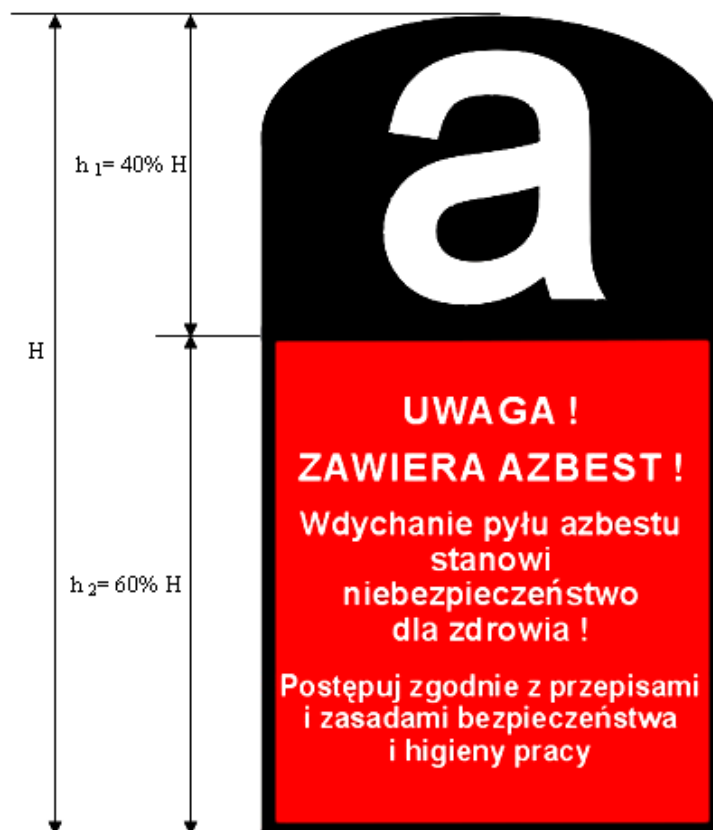 a
h 1= 40% H
H
UWAGA !
ZAWIERA AZBEST !
Wdychanie pyłu azbestu
stanowi
niebezpieczeństwo
dla zdrowia !
h 2= 60% H
Postępuj zgodnie z przepisami
i zasadami bezpieczeństwa
i higieny pracy